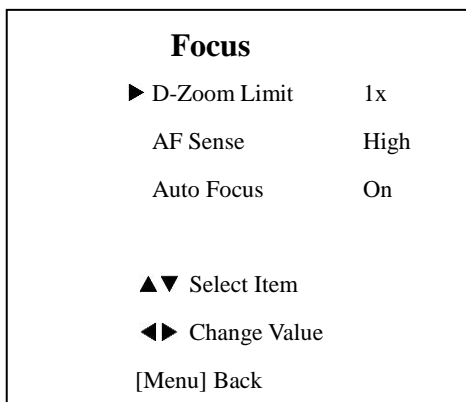 Focus
▶ D-Zoom Limit 1x
AF Sense High
Auto Focus On
▲▼ Select Item
◀▶ Change Value
[Menu] Back